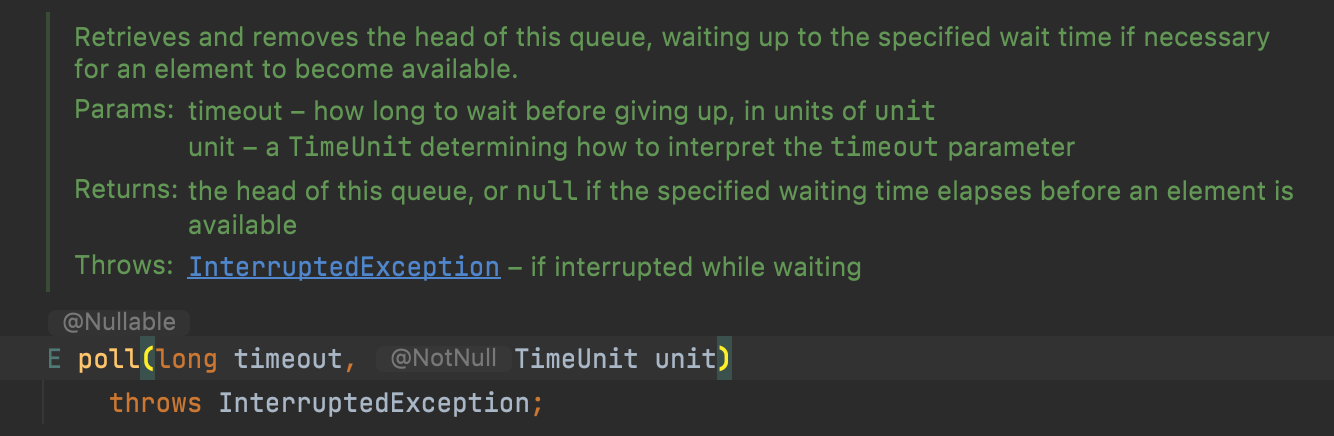 Retrieves and removes the head of this queue, waiting up to the specified wait time if necessary
for an element to become available.
Params: timeout – how long to wait before giving up, in units of unit
unit – a TimeUnit determining how to interpret the timeout parameter
Returns: the head of this queue, or null if the specified waiting time elapses before an element is
available
Throws: InterruptedException – if interrupted while waiting
@Nullable
E poll(long timeout, @NotNull TimeUnit unit)
throws InterruptedException;